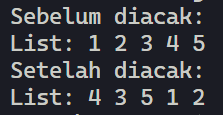 Sebelum diacak:
List: 1 2 3 4 5
Setelah diacak:
List: 4 3 5 1 2